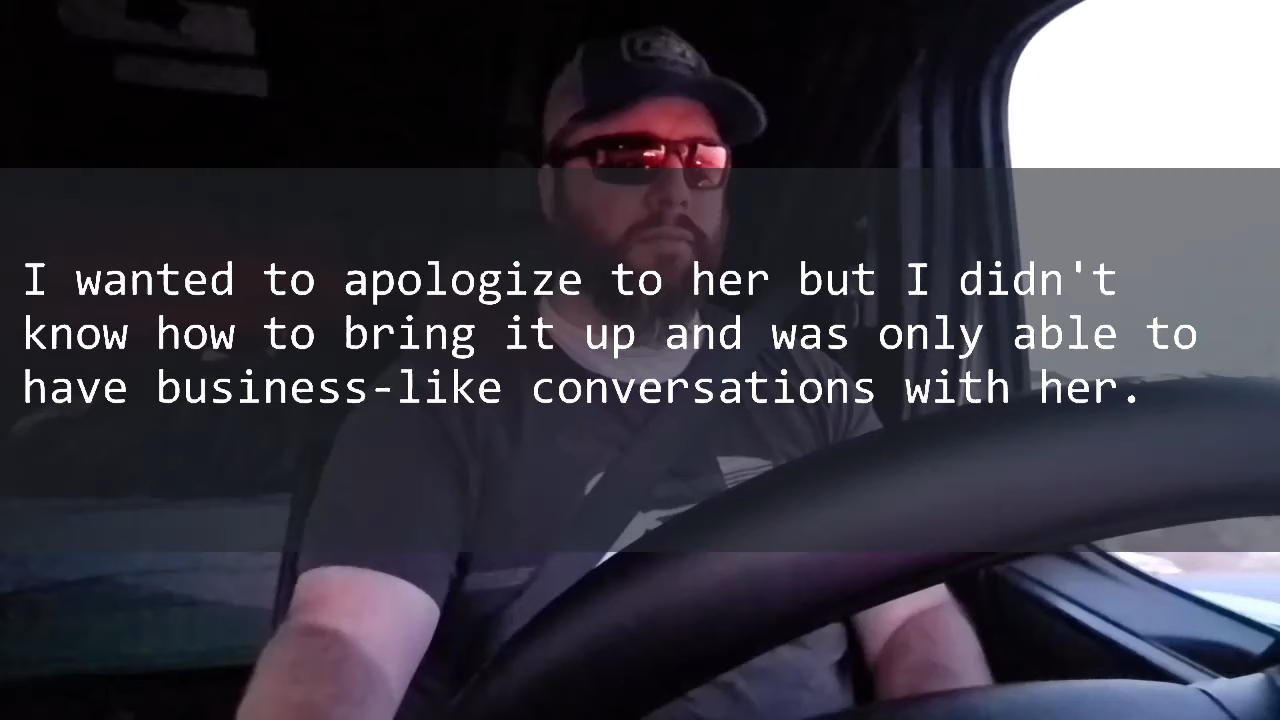 I wanted to apologize to her but I didn't
know how to bring it up and was only able to
have business-like conversations with her.